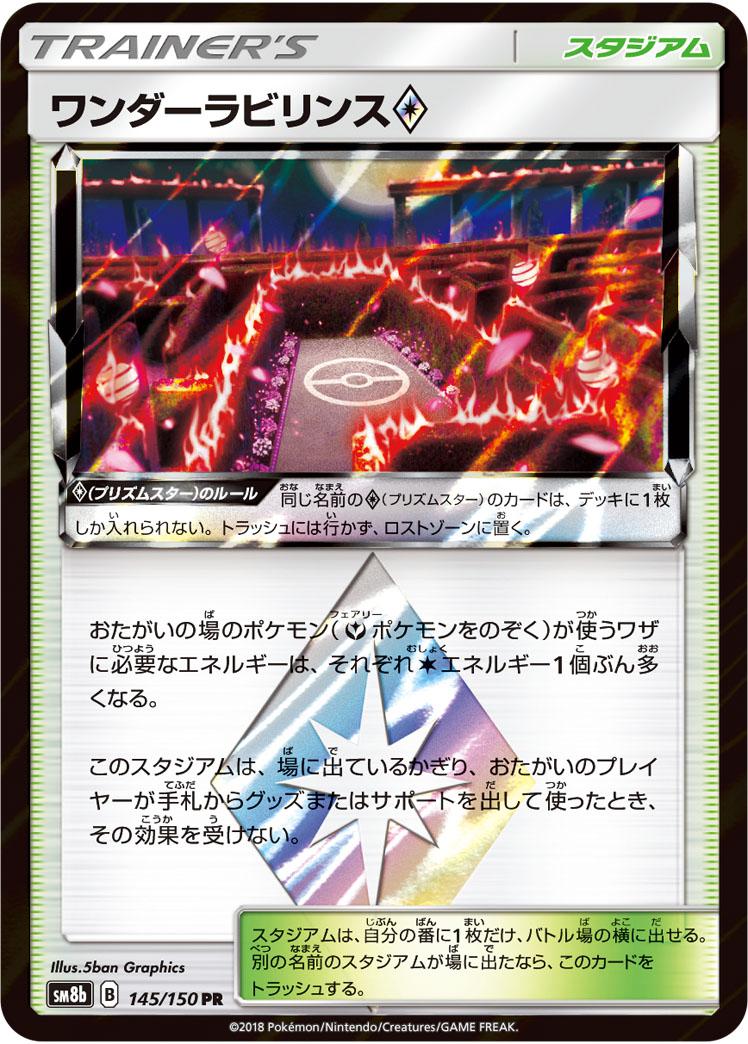 TRAINER'S スタジアム
ワンダーラビリンス◇
◇(プリズムスター)のルール 同じ名前の◇(プリズムスター)のカードは、デッキに1枚
しか入れられない。トラッシュには行かず、ロストゾーンに置く。
おたがいの場のポケモン(ポケモンをのぞく)が使うワザ
に必要なエネルギーは、それぞれエネルギー1個ぶん多
くなる。
このスタジアムは、場に出ているかぎり、おたがいのプレイ
ヤーが手札からグッズまたはサポートを出して使ったとき、
その効果を受けない。
スタジアムは、自分の番に1枚だけ、バトル場の横に出せる。
別の名前のスタジアムが場に出たなら、このカードを
トラッシュする。
Illus.5ban Graphics
SM8b B 145/150 PR
©2018 Pokémon/Nintendo/Creatures/GAME FREAK.